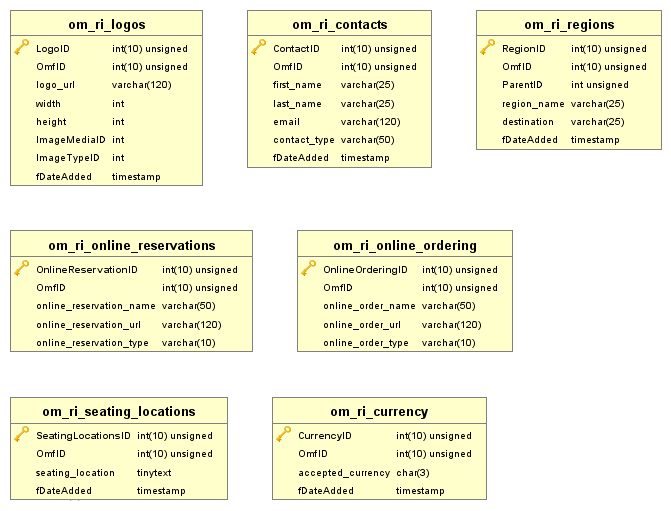 om_ri_logos
LogoID int(10) unsigned
OmfID int(10) unsigned
logo_url varchar(120)
width int
height int
ImageMediaID int
ImageTypeID int
fDateAdded timestamp
om_ri_contacts
ContactID int(10) unsigned
OmfID int(10) unsigned
first_name varchar(25)
last_name varchar(25)
email varchar(120)
contact_type varchar(50)
fDateAdded timestamp
om_ri_regions
RegionID int(10) unsigned
OmfID int(10) unsigned
ParentID int unsigned
region_name varchar(25)
destination varchar(25)
fDateAdded timestamp
om_ri_online_reservations
OnlineReservationID int(10) unsigned
OmfID int(10) unsigned
online_reservation_name varchar(50)
online_reservation_url varchar(120)
online_reservation_type varchar(10)
om_ri_online_ordering
OnlineOrderingID int(10) unsigned
OmfID int(10) unsigned
online_order_name varchar(50)
online_order_url varchar(120)
online_order_type varchar(10)
om_ri_seating_locations
SeatingLocationsID int(10) unsigned
OmfID int(10) unsigned
seating_location tinytext
fDateAdded timestamp
om_ri_currency
CurrencyID int(10) unsigned
OmfID int(10) unsigned
accepted_currency char(3)
fDateAdded timestamp